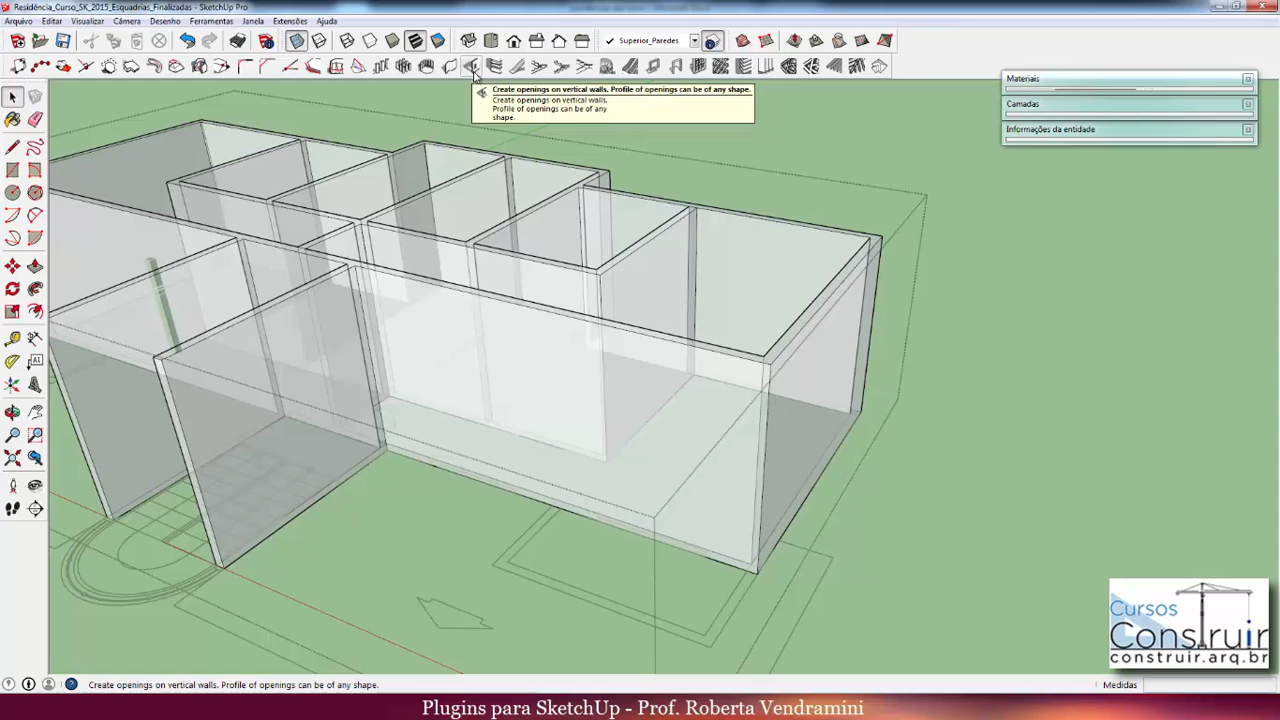 Residência_Curso_SK_2015_Esquadrias_Finalizadas - SketchUp Pro
Arquivo Editar Visualizar Câmera Desenho Ferramentas Janela Extensões Ajuda
Superior_Paredes
Create openings on vertical walls. Profile of openings can be of any shape.
Create openings on vertical walls.
Profile of openings can be of any
shape.
Materiais
Camadas
Informações da entidade
A1
Cursos
Construir
construir.arq.br
Create openings on vertical walls. Profile of openings can be of any shape.
Medidas
Plugins para SketchUp - Prof. Roberta Vendramini